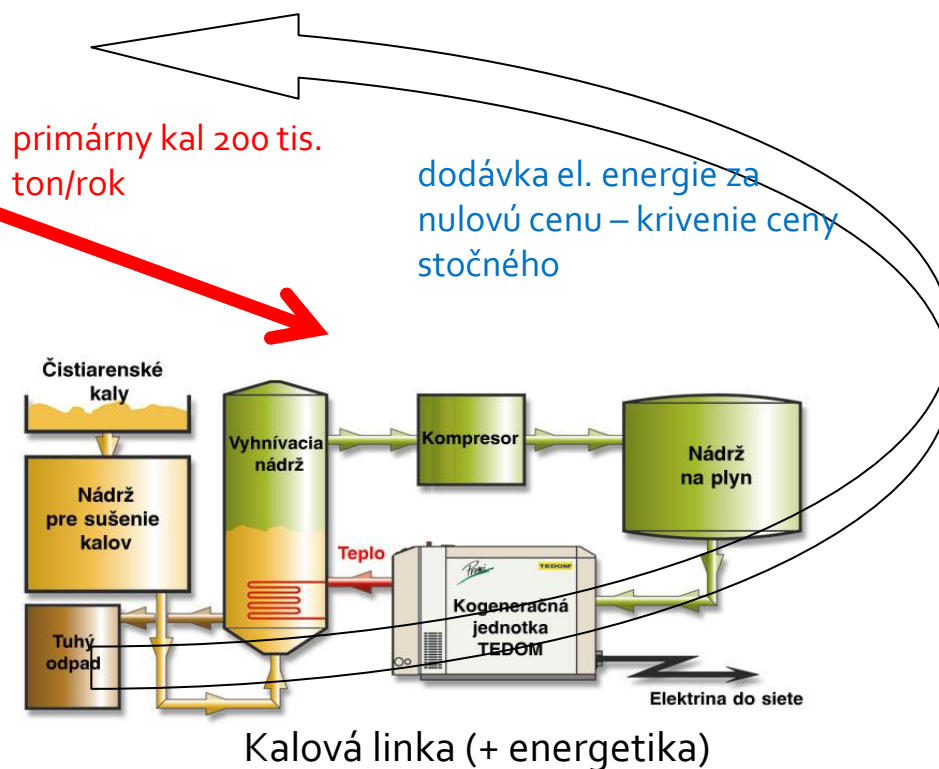 primárny kal 200 tis.
ton/rok
dodávka el. energie za
nulovú cenu – krivenie ceny
stočného
Čistiarenské
kaly
Vyhnívacia
nádrž
Kompresor
Nádrž
na plyn
Nádrž
pre sušenie
kalov
Teplo
Premi
TEDOM
Kogeneračná
jednotka
TEDOM
Tuhý
odpad
Elektrina do siete
Kalová linka (+ energetika)